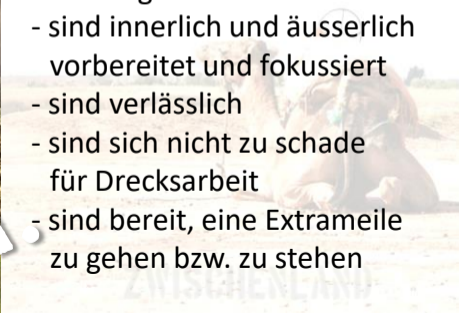 - sind innerlich und äusserlich
vorbereitet und fokussiert
- sind verlässlich
- sind sich nicht zu schade
für Drecksarbeit
- sind bereit, eine Extrameile
zu gehen bzw. zu stehen
ZWISCHENLAND